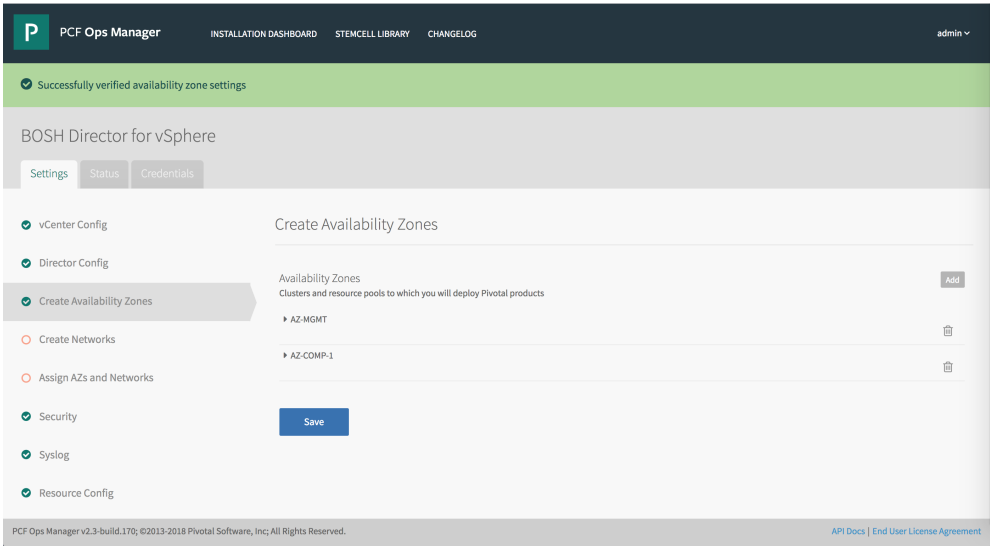 P PCF Ops Manager INSTALLATION DASHBOARD STEMCELL LIBRARY CHANGELOG admin
Successfully verified availability zone settings
BOSH Director for vSphere
Settings Status Credentials
vCenter Config
Director Config
Create Availability Zones
Create Networks
Assign AZs and Networks
Security
Syslog
Resource Config
Create Availability Zones
Availability Zones Add
Clusters and resource pools to which you will deploy Pivotal products
AZ-MGMT
AZ-COMP-1
Save
PCF Ops Manager v2.3-build.170; ©2013-2018 Pivotal Software, Inc; All Rights Reserved. API Docs | End User License Agreement